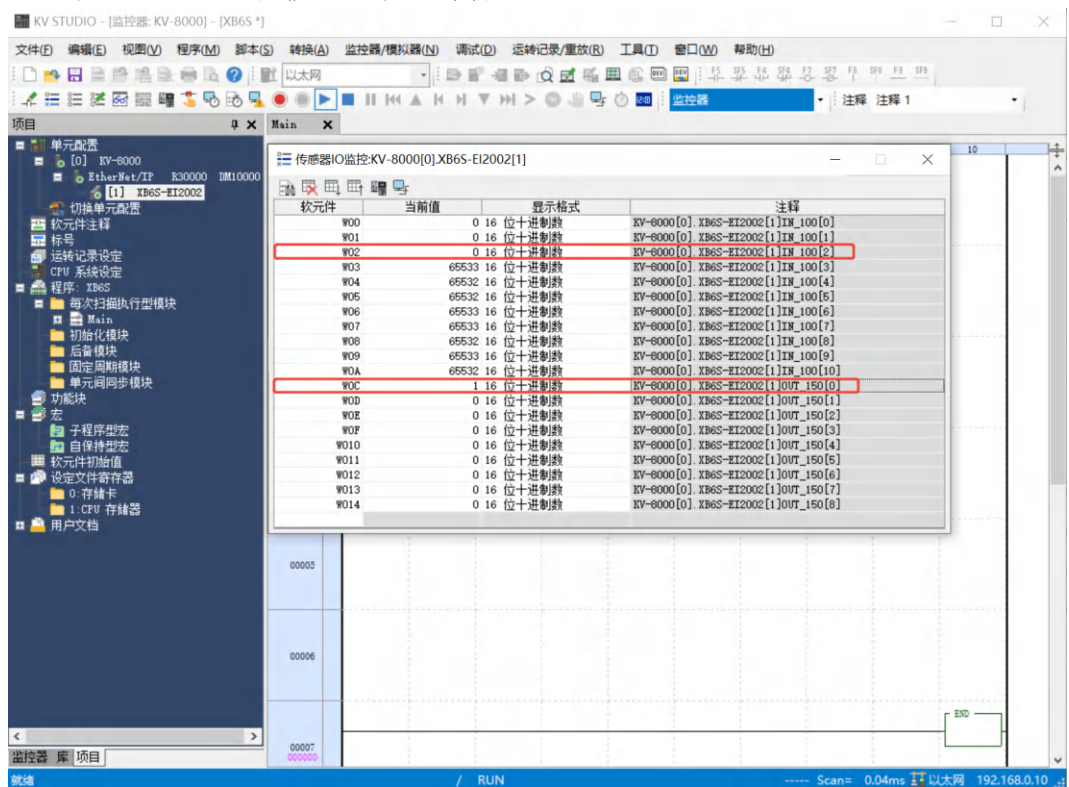 KV STUDIO - [监控器: KV-8000] - [XB6S *]
文件(F) 编辑(E) 视图(V) 程序(M) 脚本(S) 转换(A) 监控器/模拟器(N) 调试(D) 运转记录/重放(R) 工具(T) 窗口(W) 帮助(H)
以太网
监控器 注释 注释 1
项目
Main
单元配置
[0] KV-8000
EtherNet/IP R30000 DM10000
[1] XB6S-EI2002
切换单元配置
软元件注释
标号
运转记录设定
CPU 系统设定
程序: XB6S
每次扫描执行型模块
Main
初始化模块
后备模块
固定周期模块
单元间同步模块
功能块
宏
子程序型宏
自保持型宏
软元件初始值
设定文件寄存器
0:存储卡
1:CPU 存储器
用户文档
10
传感器IO监控:KV-8000[0].XB6S-EI2002[1]
软元件 当前值 显示格式 注释
W00 0 16 位十进制数 KV-8000[0].XB6S-EI2002[1]IN_100[0]
W01 0 16 位十进制数 KV-8000[0].XB6S-EI2002[1]IN_100[1]
W02 0 16 位十进制数 KV-8000[0].XB6S-EI2002[1]IN_100[2]
W03 65533 16 位十进制数 KV-8000[0].XB6S-EI2002[1]IN_100[3]
W04 65532 16 位十进制数 KV-8000[0].XB6S-EI2002[1]IN_100[4]
W05 65532 16 位十进制数 KV-8000[0].XB6S-EI2002[1]IN_100[5]
W06 65533 16 位十进制数 KV-8000[0].XB6S-EI2002[1]IN_100[6]
W07 65533 16 位十进制数 KV-8000[0].XB6S-EI2002[1]IN_100[7]
W08 65532 16 位十进制数 KV-8000[0].XB6S-EI2002[1]IN_100[8]
W09 65533 16 位十进制数 KV-8000[0].XB6S-EI2002[1]IN_100[9]
W0A 65532 16 位十进制数 KV-8000[0].XB6S-EI2002[1]IN_100[10]
W0C 1 16 位十进制数 KV-8000[0].XB6S-EI2002[1]OUT_150[0]
W0D 0 16 位十进制数 KV-8000[0].XB6S-EI2002[1]OUT_150[1]
W0E 0 16 位十进制数 KV-8000[0].XB6S-EI2002[1]OUT_150[2]
W0F 0 16 位十进制数 KV-8000[0].XB6S-EI2002[1]OUT_150[3]
W010 0 16 位十进制数 KV-8000[0].XB6S-EI2002[1]OUT_150[4]
W011 0 16 位十进制数 KV-8000[0].XB6S-EI2002[1]OUT_150[5]
W012 0 16 位十进制数 KV-8000[0].XB6S-EI2002[1]OUT_150[6]
W013 0 16 位十进制数 KV-8000[0].XB6S-EI2002[1]OUT_150[7]
W014 0 16 位十进制数 KV-8000[0].XB6S-EI2002[1]OUT_150[8]
00005
00006
END
00007
000000
监控器 库 项目
就绪 / RUN ----- Scan= 0.04ms 以太网 192.168.0.10